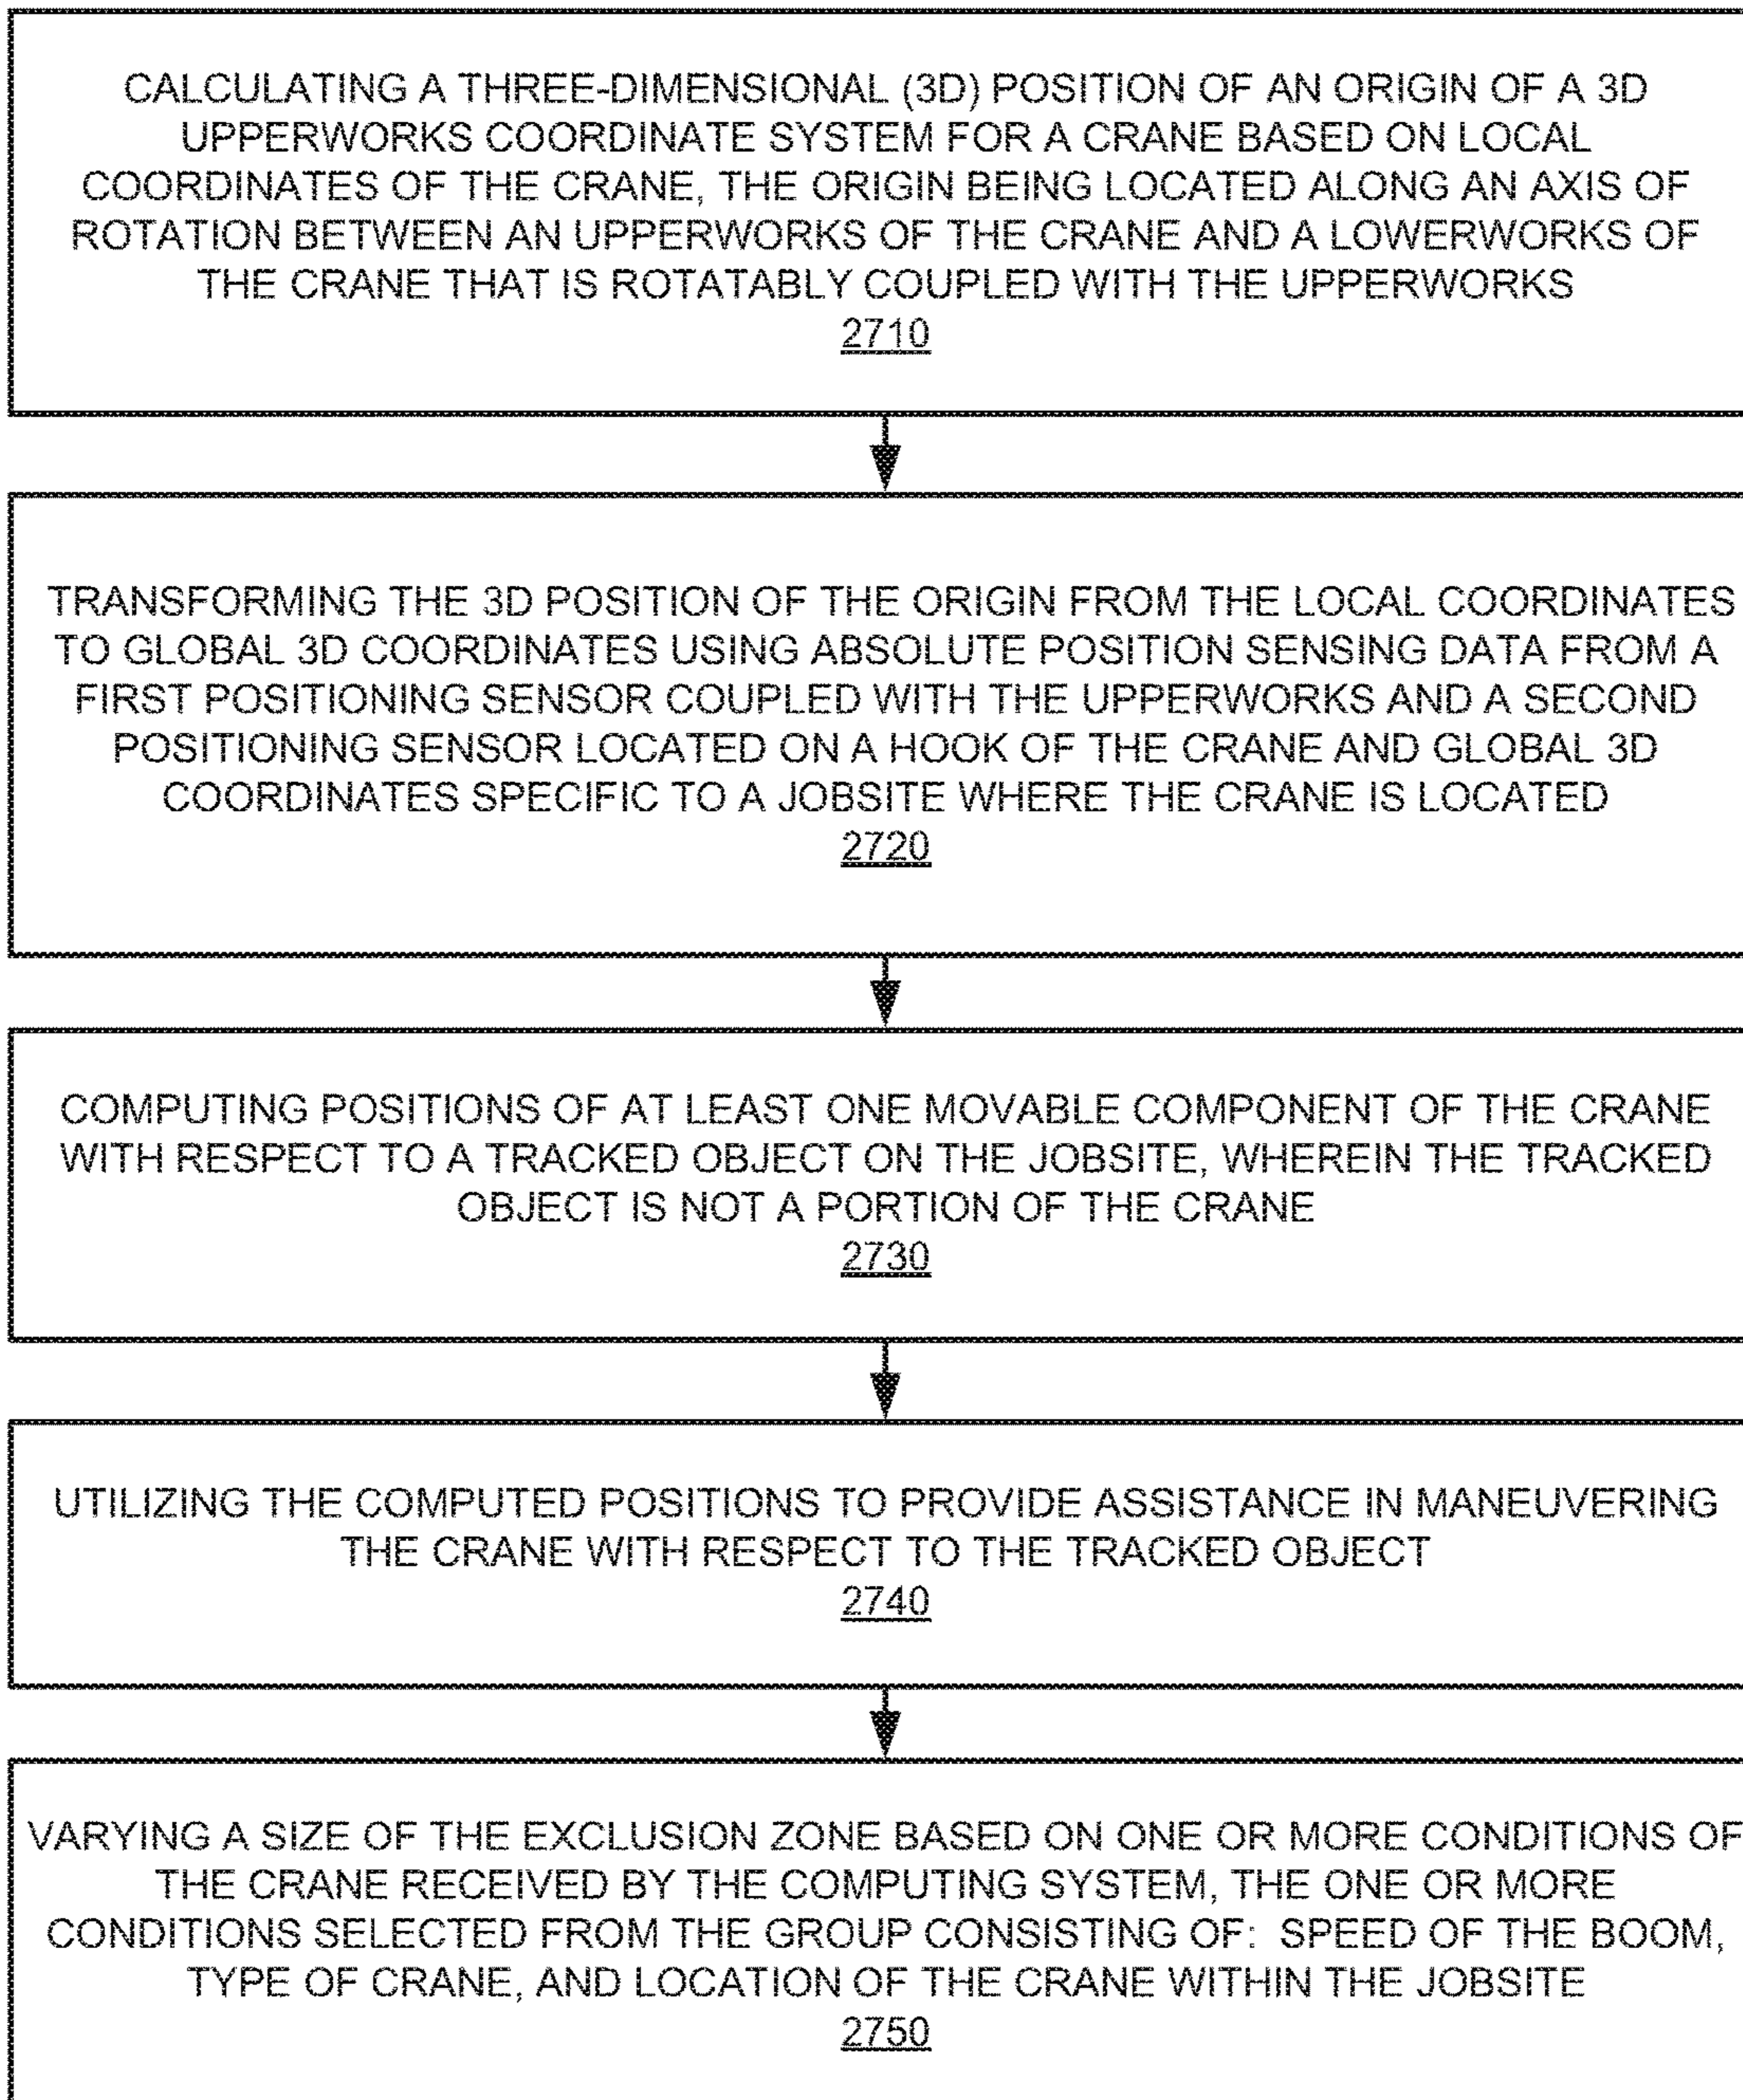 CALCULATING A THREE-DIMENSIONAL (3D) POSITION OF AN ORIGIN OF A 3D
UPPERWORKS COORDINATE SYSTEM FOR A CRANE BASED ON LOCAL
COORDINATES OF THE CRANE, THE ORIGIN BEING LOCATED ALONG AN AXIS OF
ROTATION BETWEEN AN UPPERWORKS OF THE CRANE AND A LOWERWORKS OF
THE CRANE THAT IS ROTATABLY COUPLED WITH THE UPPERWORKS
2710
TRANSFORMING THE 3D POSITION OF THE ORIGIN FROM THE LOCAL COORDINATES
TO GLOBAL 3D COORDINATES USING ABSOLUTE POSITION SENSING DATA FROM A
FIRST POSITIONING SENSOR COUPLED WITH THE UPPERWORKS AND A SECOND
POSITIONING SENSOR LOCATED ON A HOOK OF THE CRANE AND GLOBAL 3D
COORDINATES SPECIFIC TO A JOBSITE WHERE THE CRANE IS LOCATED
2720
COMPUTING POSITIONS OF AT LEAST ONE MOVABLE COMPONENT OF THE CRANE
WITH RESPECT TO A TRACKED OBJECT ON THE JOBSITE, WHEREIN THE TRACKED
OBJECT IS NOT A PORTION OF THE CRANE
2730
UTILIZING THE COMPUTED POSITIONS TO PROVIDE ASSISTANCE IN MANEUVERING
THE CRANE WITH RESPECT TO THE TRACKED OBJECT
2740
VARYING A SIZE OF THE EXCLUSION ZONE BASED ON ONE OR MORE CONDITIONS OF
THE CRANE RECEIVED BY THE COMPUTING SYSTEM, THE ONE OR MORE
CONDITIONS SELECTED FROM THE GROUP CONSISTING OF: SPEED OF THE BOOM,
TYPE OF CRANE, AND LOCATION OF THE CRANE WITHIN THE JOBSITE
2750